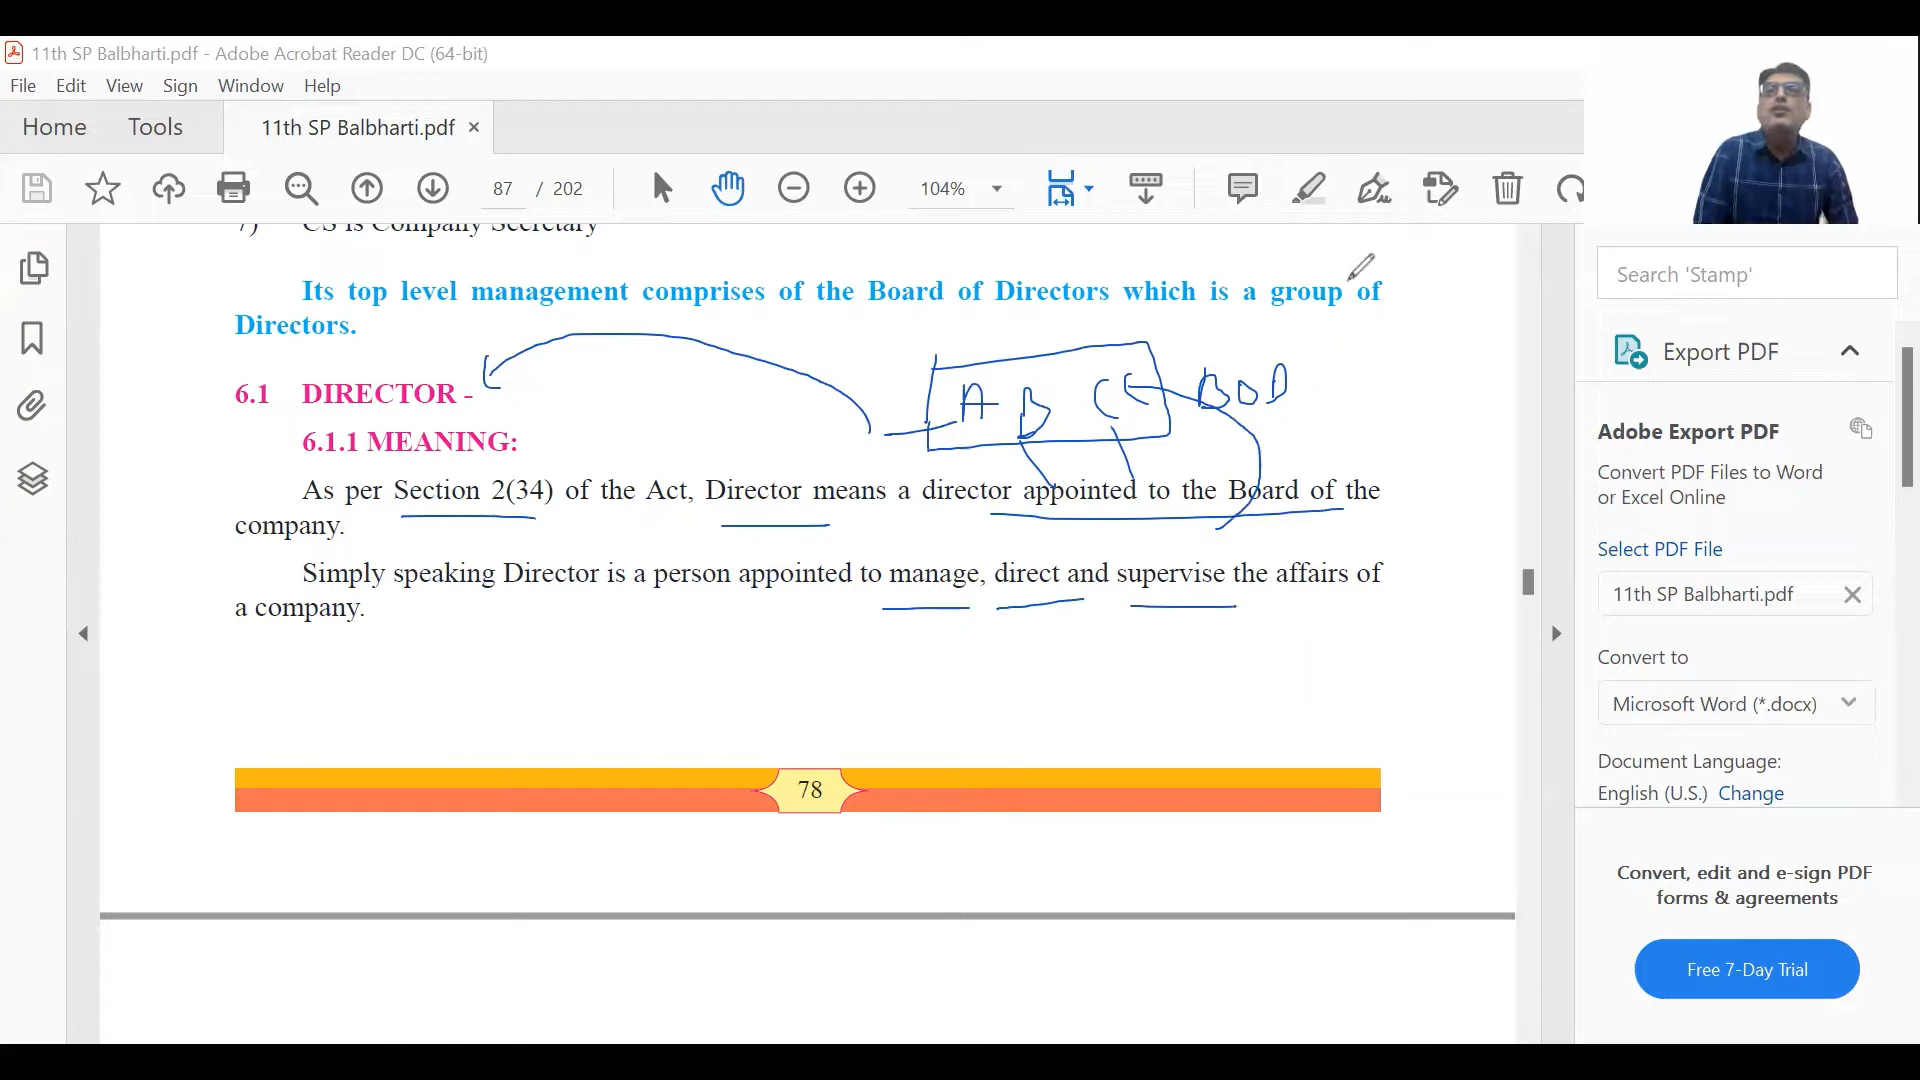 11th SP Balbharti.pdf - Adobe Acrobat Reader DC (64-bit)
File Edit View Sign Window Help
Home Tools 11th SP Balbharti.pdf ×
87 / 202 104%
7) CS is Company Secretary
Its top level management comprises of the Board of Directors which is a group of
Directors.
A B C BOD
6.1 DIRECTOR -
6.1.1 MEANING:
As per Section 2(34) of the Act, Director means a director appointed to the Board of the
company.
Simply speaking Director is a person appointed to manage, direct and supervise the affairs of
a company.
78
Search 'Stamp'
Export PDF
Adobe Export PDF
Convert PDF Files to Word
or Excel Online
Select PDF File
11th SP Balbharti.pdf
Convert to
Microsoft Word (*.docx)
Document Language:
English (U.S.) Change
Convert, edit and e-sign PDF
forms & agreements
Free 7-Day Trial